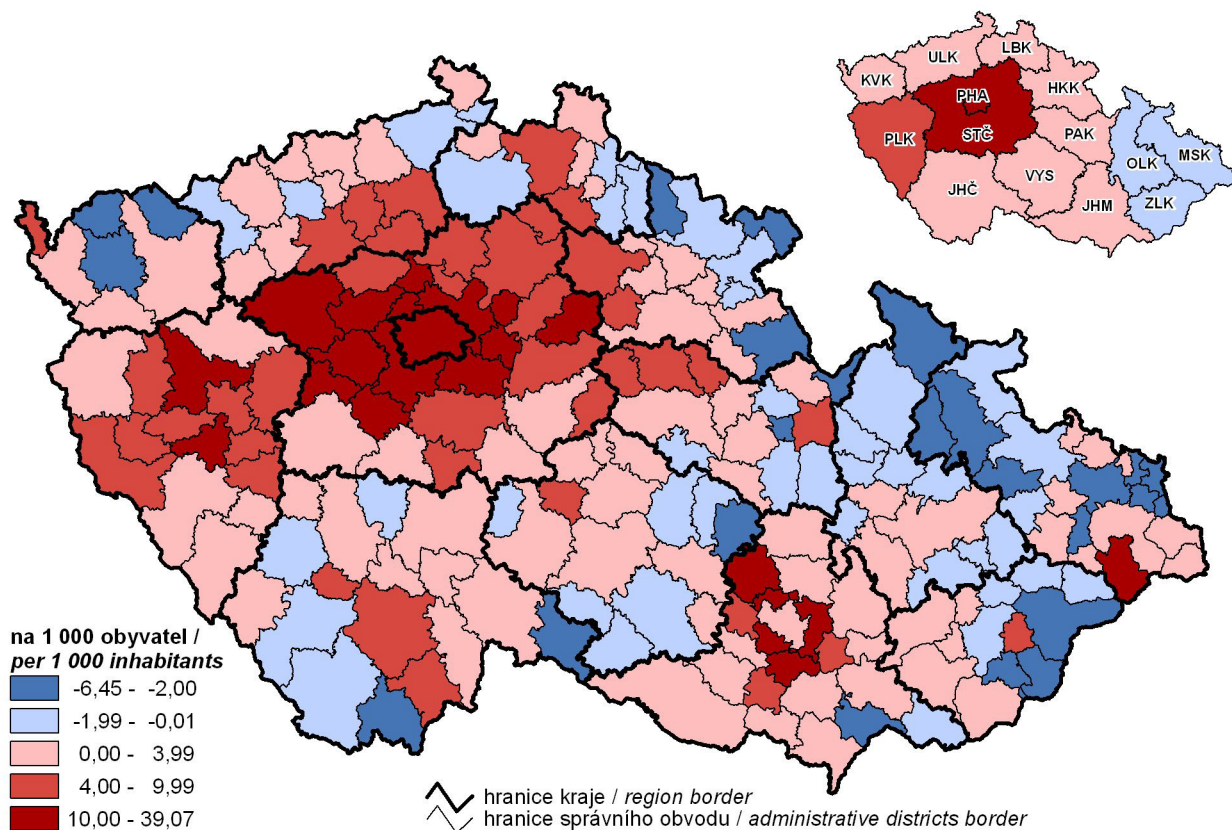 LBK
ULK
KVK
HKK
PHA
PLK
STČ
PAK
MSK
OLK
VYS
JHČ
ZLK
JHM
na 1 000 obyvatel /
per 1 000 inhabitants
-6,45 - -2,00
-1,99 - -0,01
0,00 - 3,99
4,00 - 9,99
10,00 - 39,07
hranice kraje / region border
hranice správního obvodu / administrative districts border